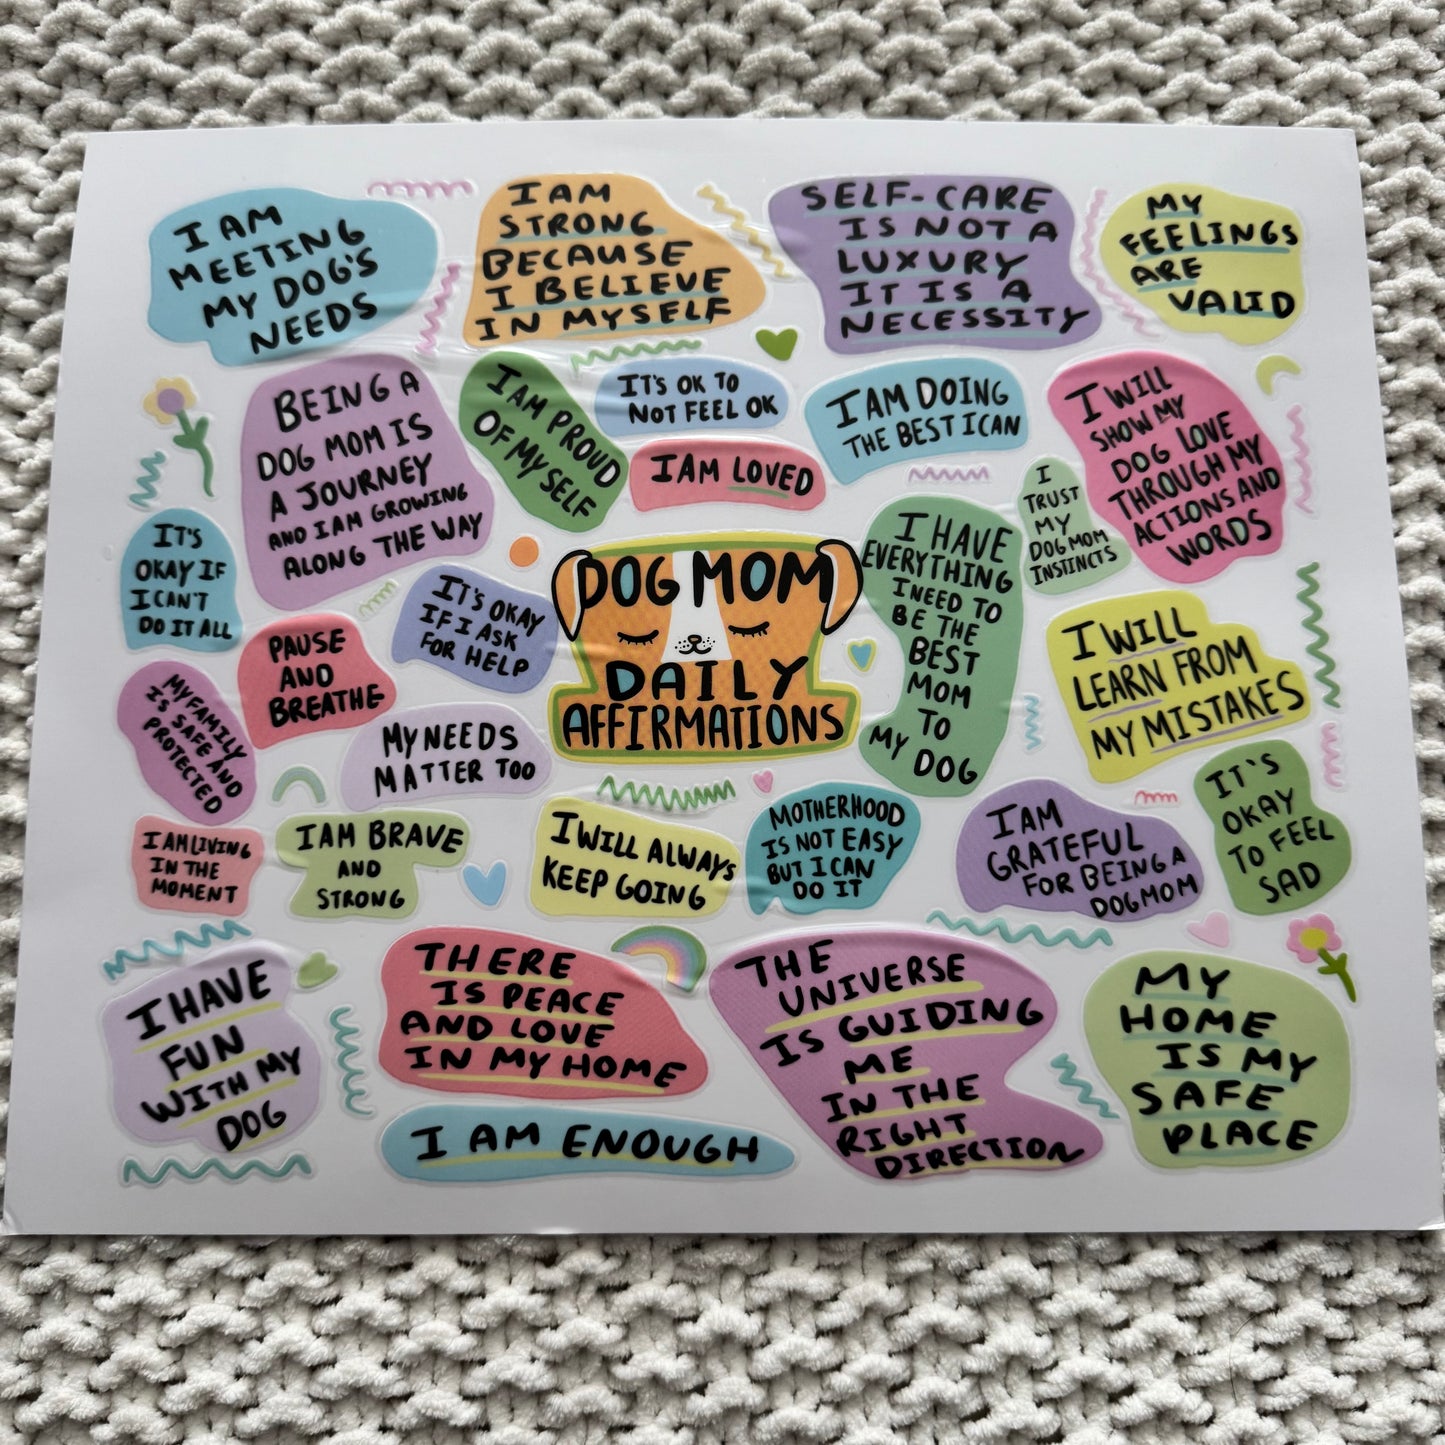 I AM
MEETING
MY DOG'S
NEEDS
I AM
STRONG
BECAUSE
I BELIEVE
IN MYSELF
SELF-CARE
IS NOT A
LUXURY
IT IS A
NECESSITY
MY
FEELINGS
ARE
VALID
BEING A
DOG MOM IS
A JOURNEY
AND I AM GROWING
ALONG THE WAY
I AM PROUD
OF MY SELF
IT'S OK TO
NOT FEEL OK
I AM LOVED
I AM DOING
THE BEST I CAN
I
TRUST
MY
DOG MOM
INSTINCTS
I WILL
SHOW MY
DOG LOVE
THROUGH MY
ACTIONS AND
WORDS
IT'S
OKAY IF
I CAN'T
DO IT ALL
PAUSE
AND
BREATHE
IT'S OKAY
IF I ASK
FOR HELP
DOG MOM
DAILY
AFFIRMATIONS
I HAVE
EVERYTHING
I NEED TO
BE THE
BEST
MOM
TO
MY DOG
I WILL
LEARN FROM
MY MISTAKES
MY FAMILY
IS SAFE AND
PROTECTED
MY NEEDS
MATTER TOO
I AM LIVING
IN THE
MOMENT
I AM BRAVE
AND
STRONG
I WILL ALWAYS
KEEP GOING
MOTHERHOOD
IS NOT EASY
BUT I CAN
DO IT
I AM
GRATEFUL
FOR BEING A
DOG MOM
IT'S
OKAY
TO FEEL
SAD
I HAVE
FUN
WITH MY
DOG
THERE
IS PEACE
AND LOVE
IN MY HOME
I AM ENOUGH
THE
UNIVERSE
IS GUIDING
ME
IN THE
RIGHT
DIRECTION
MY
HOME
IS MY
SAFE
PLACE